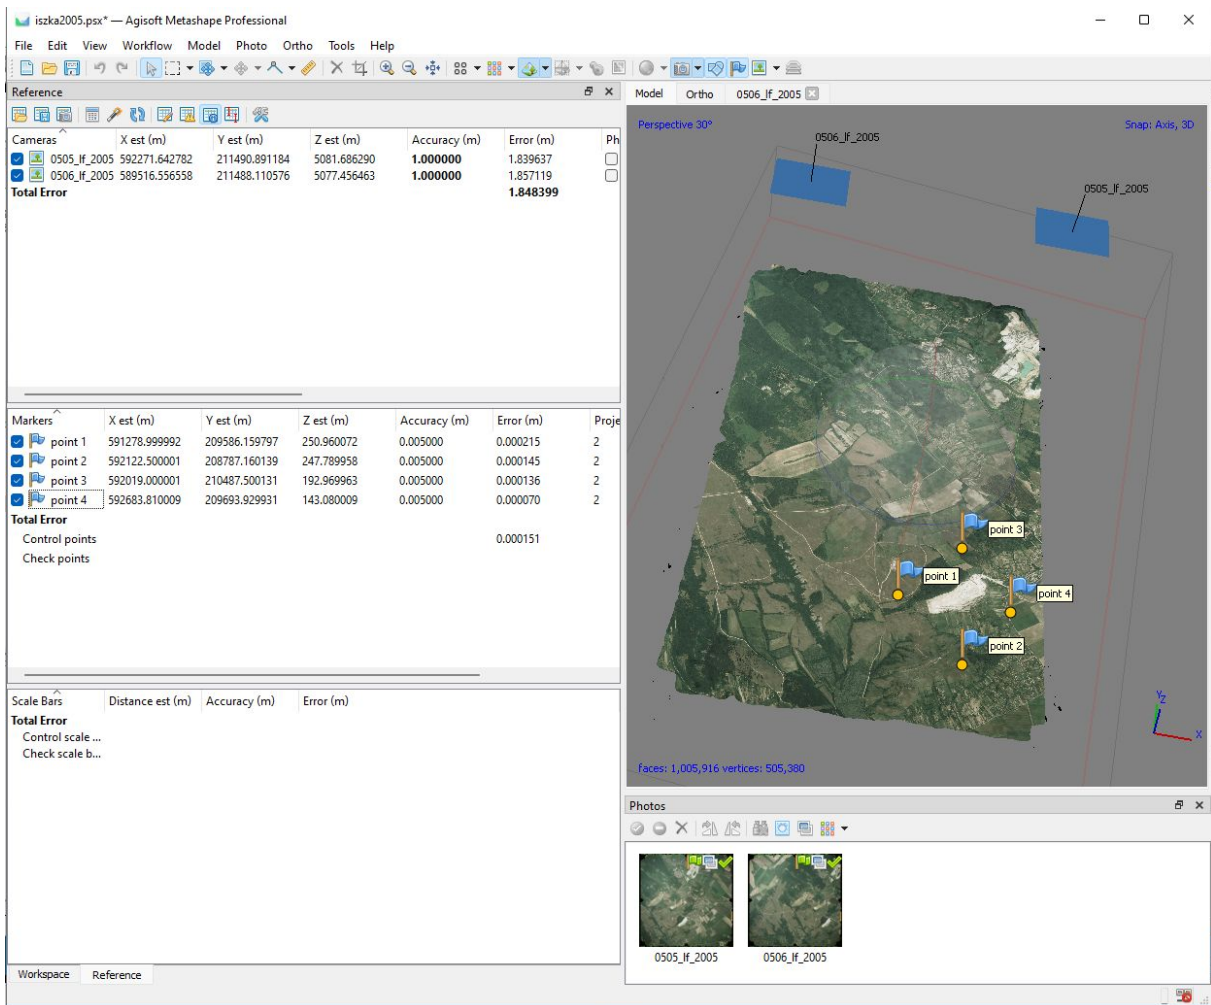 iszka2005.psx* — Agisoft Metashape Professional
File Edit View Workflow Model Photo Ortho Tools Help
Reference
Cameras X est (m) Y est (m) Z est (m) Accuracy (m) Error (m) Ph
0505_lf_2005 592271.642782 211490.891184 5081.686290 1.000000 1.839637
0506_lf_2005 589516.556558 211488.110576 5077.456463 1.000000 1.857119
Total Error 1.848399
Markers X est (m) Y est (m) Z est (m) Accuracy (m) Error (m) Proje
point 1 591278.999992 209586.159797 250.960072 0.005000 0.000215 2
point 2 592122.500001 208787.160139 247.789958 0.005000 0.000145 2
point 3 592019.000001 210487.500131 192.969963 0.005000 0.000136 2
point 4 592683.810009 209693.929931 143.080009 0.005000 0.000070 2
Total Error
Control points 0.000151
Check points
Scale Bars Distance est (m) Accuracy (m) Error (m)
Total Error
Control scale ...
Check scale b...
Workspace Reference
Model Ortho 0506_lf_2005
Perspective 30° Snap: Axis, 3D
0506_lf_2005
0505_lf_2005
point 3
point 1
point 4
point 2
Y
Z
X
faces: 1,005,916 vertices: 505,380
Photos
0505_lf_2005 0506_lf_2005